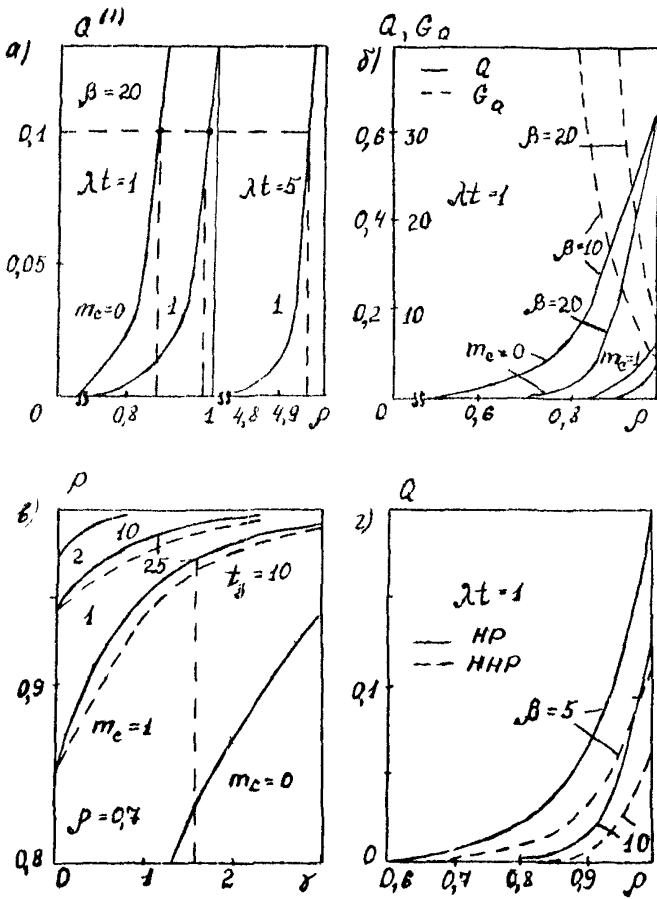 а) Q⁽¹⁾
β=20
0,1
λt=1 λt=5
0,05
m_c=0 1 1
0 0,8 1 4,8 4,9 ρ
б) Q, G_Q
— Q
--- G_Q
0,6 30
β=20
λt=1
0,4 20
β=10
β=20
0,2 10
m_c=0 m_c=1
0 0,6 0,8 ρ
в) P
10
2 25
1 t_з=10
0,9
m_c=1
m_c=0
ρ=0,7
0,8
0 1 2 γ
г) Q
λt=1
— НР
--- ННР
0,1 β=5
10
0
0,6 0,7 0,8 0,9 ρ